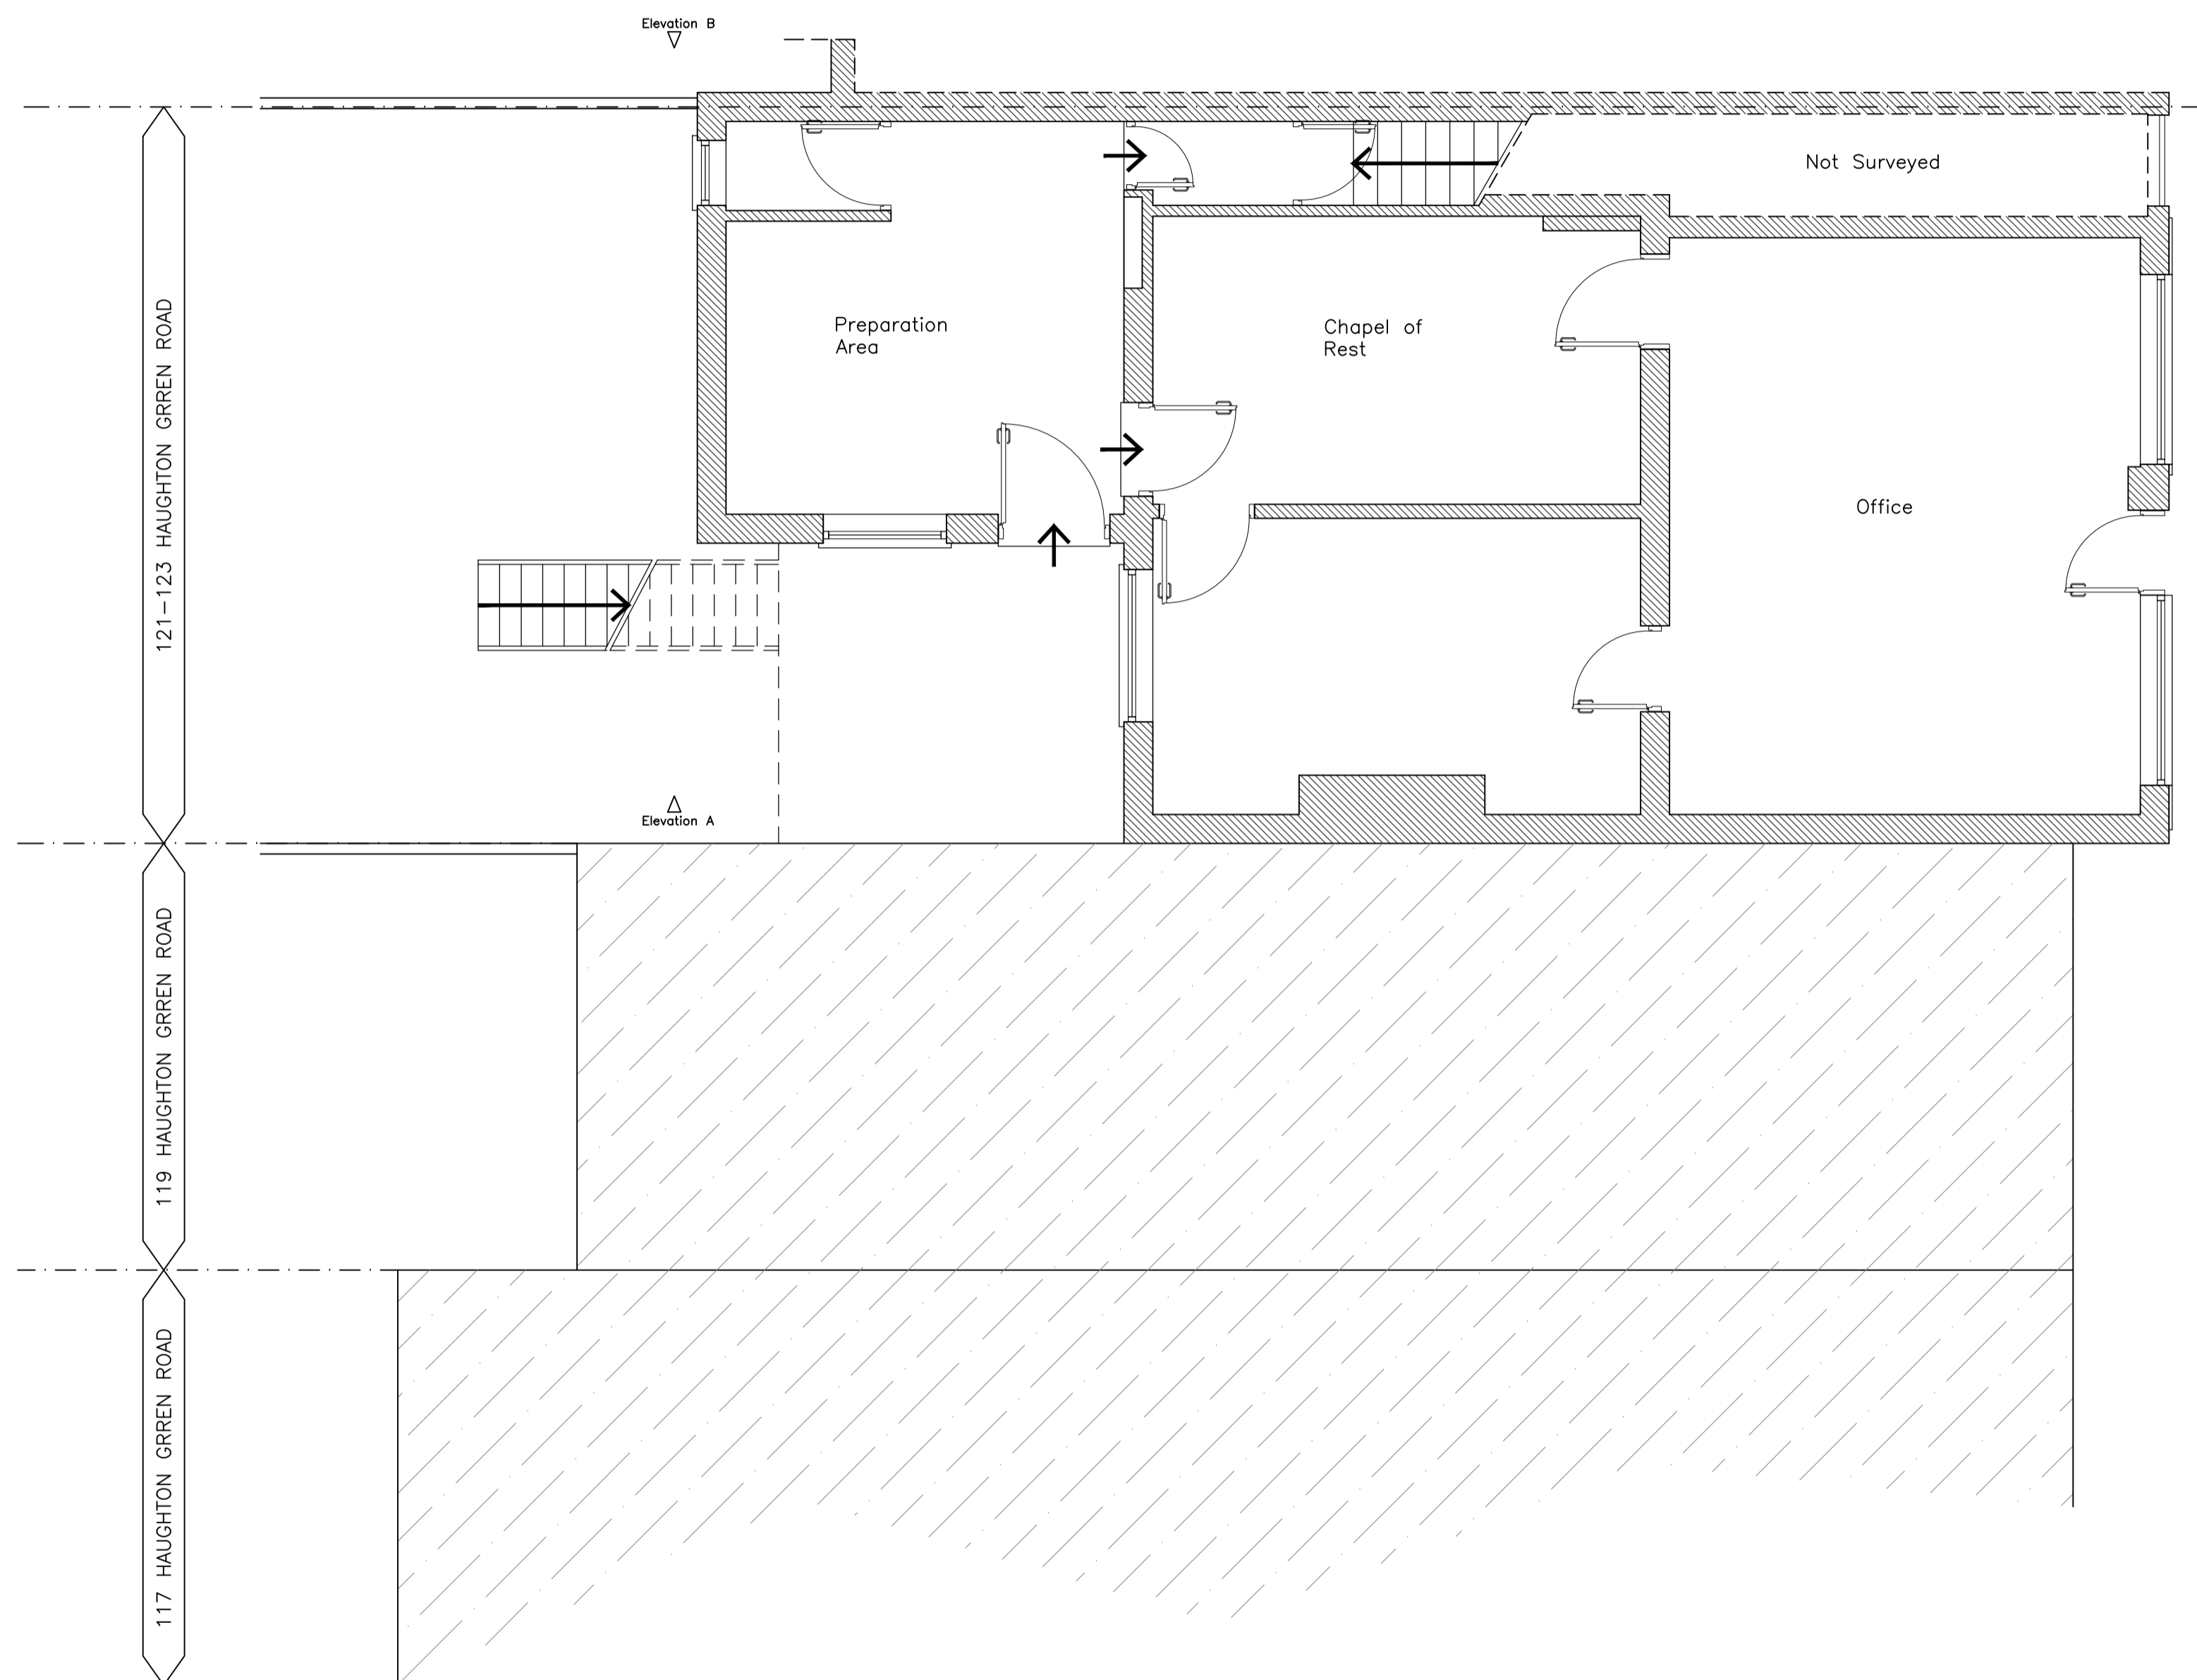 Elevation B
Not Surveyed
Preparation
Area
Chapel of
Rest
Office
Elevation A
121-123 HAUGHTON GRREN ROAD
119 HAUGHTON GRREN ROAD
117 HAUGHTON GRREN ROAD